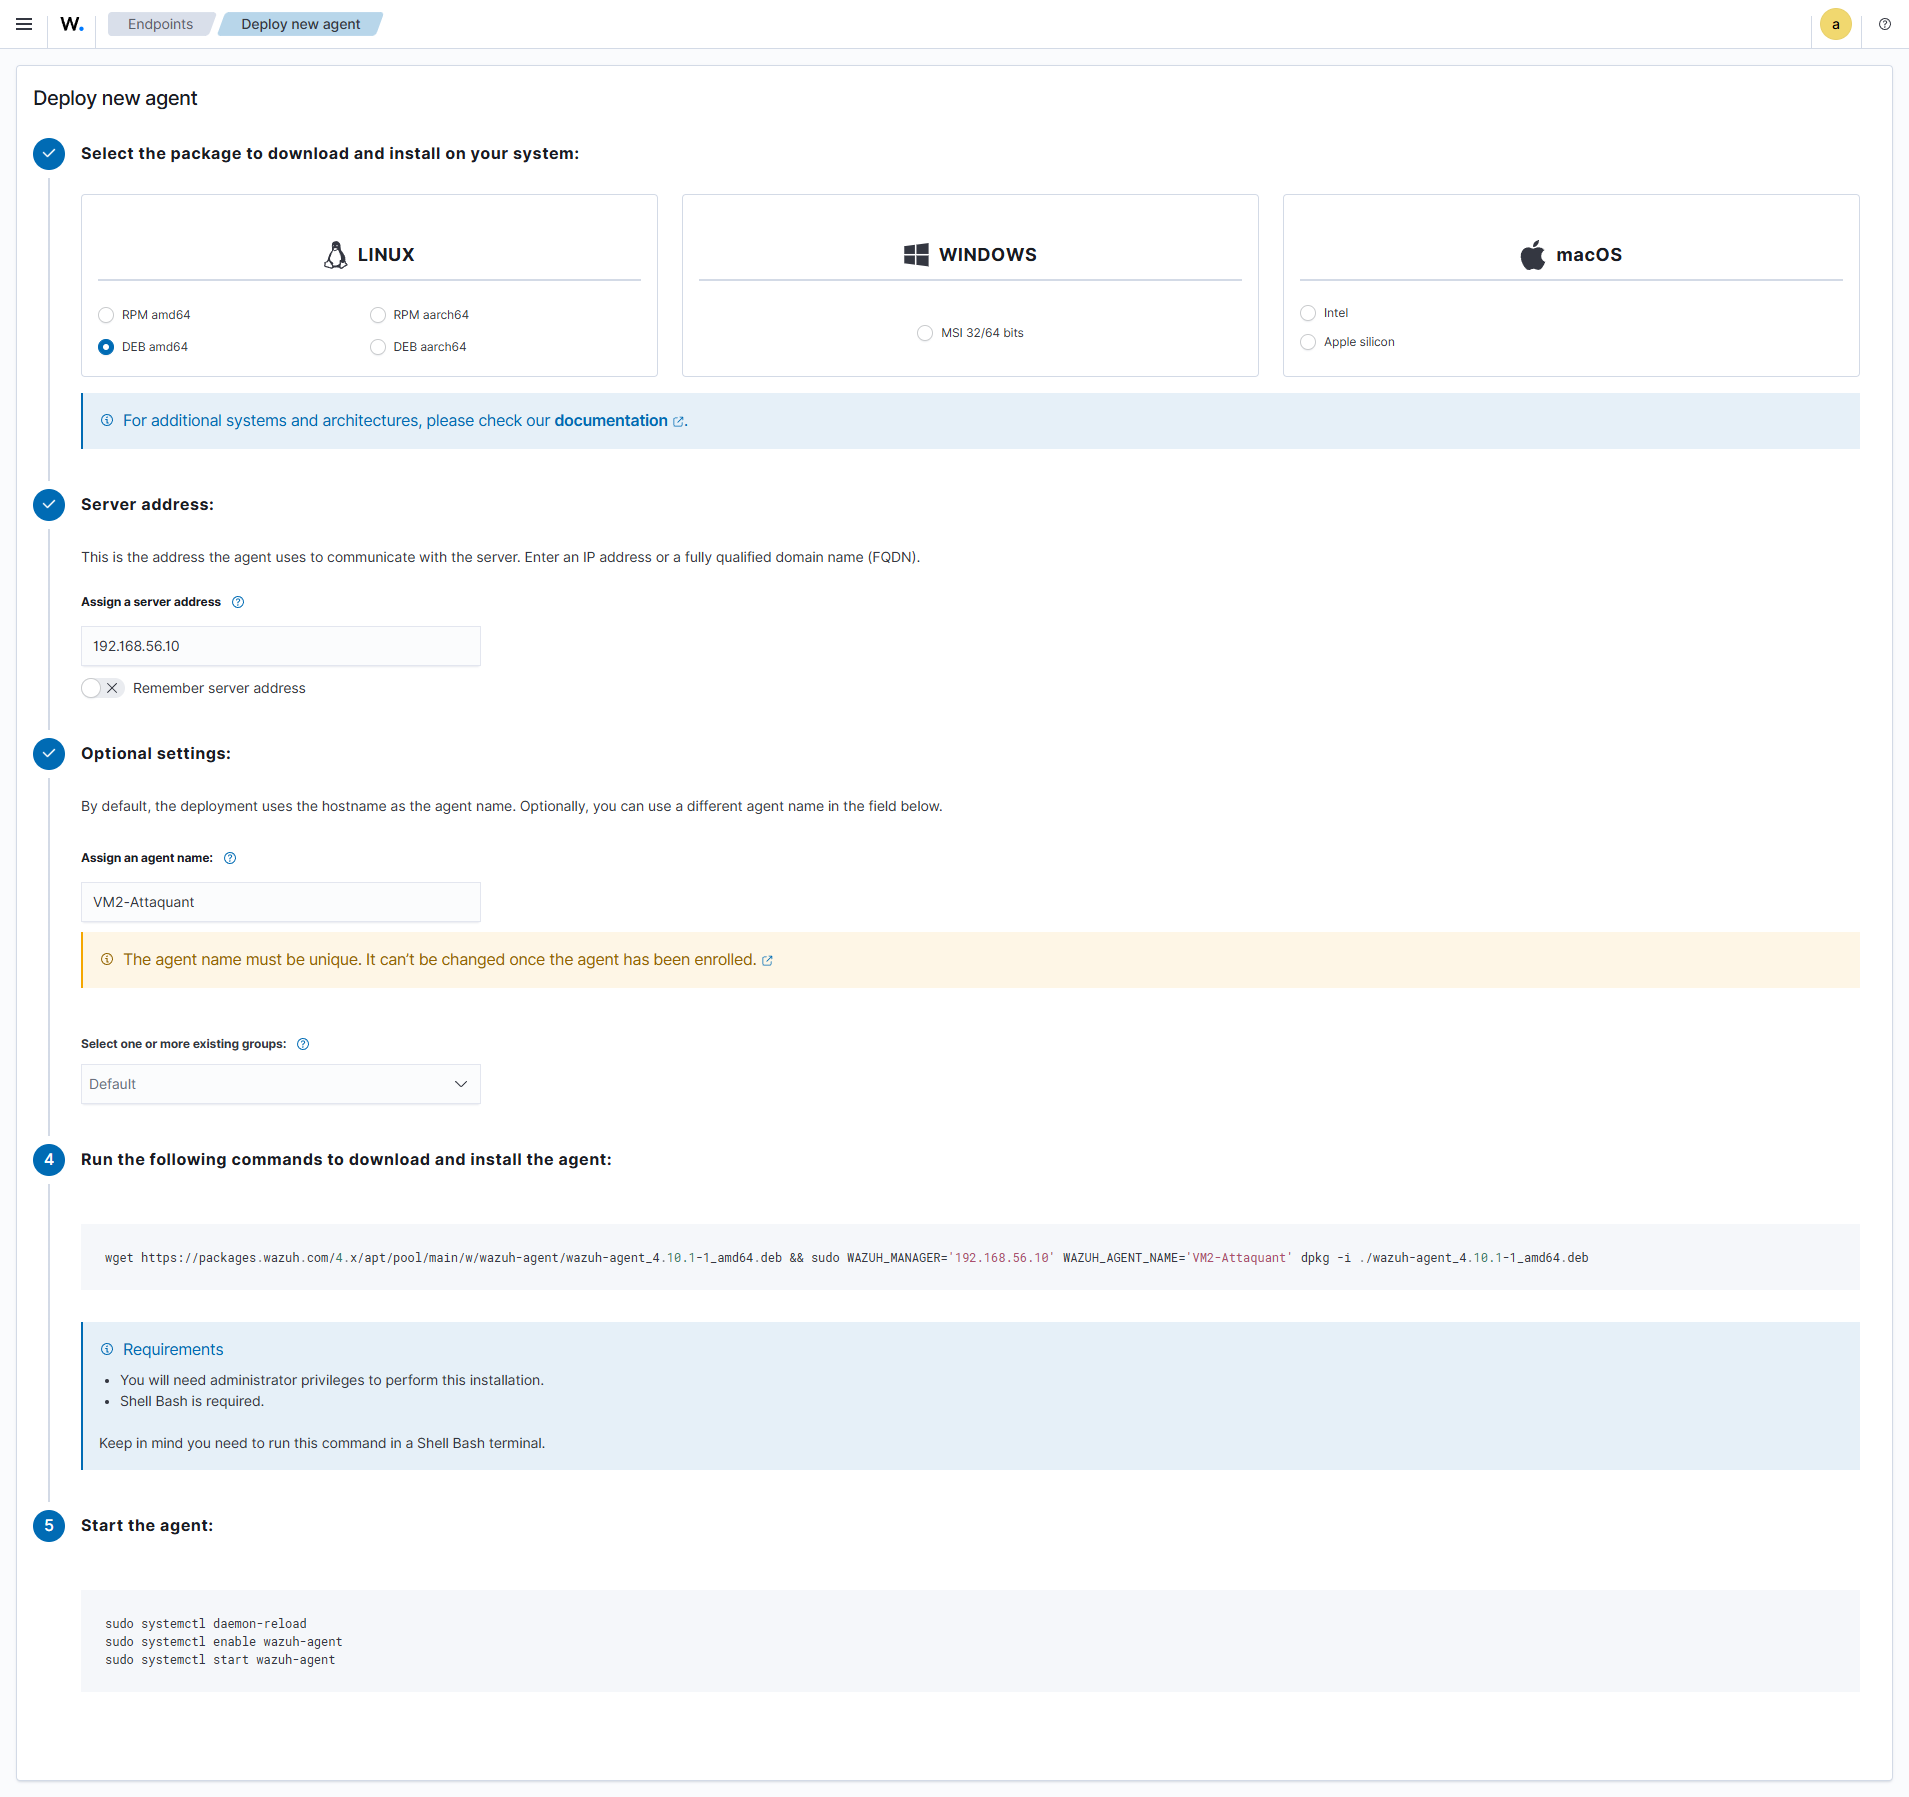 W. Endpoints Deploy new agent a
Deploy new agent
Select the package to download and install on your system:
LINUX
RPM amd64 RPM aarch64
DEB amd64 DEB aarch64
WINDOWS
MSI 32/64 bits
macOS
Intel
Apple silicon
For additional systems and architectures, please check our documentation.
Server address:
This is the address the agent uses to communicate with the server. Enter an IP address or a fully qualified domain name (FQDN).
Assign a server address
192.168.56.10
Remember server address
Optional settings:
By default, the deployment uses the hostname as the agent name. Optionally, you can use a different agent name in the field below.
Assign an agent name:
VM2-Attaquant
The agent name must be unique. It can’t be changed once the agent has been enrolled.
Select one or more existing groups:
Default
4 Run the following commands to download and install the agent:
wget https://packages.wazuh.com/4.x/apt/pool/main/w/wazuh-agent/wazuh-agent_4.10.1-1_amd64.deb && sudo WAZUH_MANAGER='192.168.56.10' WAZUH_AGENT_NAME='VM2-Attaquant' dpkg -i ./wazuh-agent_4.10.1-1_amd64.deb
Requirements
• You will need administrator privileges to perform this installation.
• Shell Bash is required.
Keep in mind you need to run this command in a Shell Bash terminal.
5 Start the agent:
sudo systemctl daemon-reload
sudo systemctl enable wazuh-agent
sudo systemctl start wazuh-agent